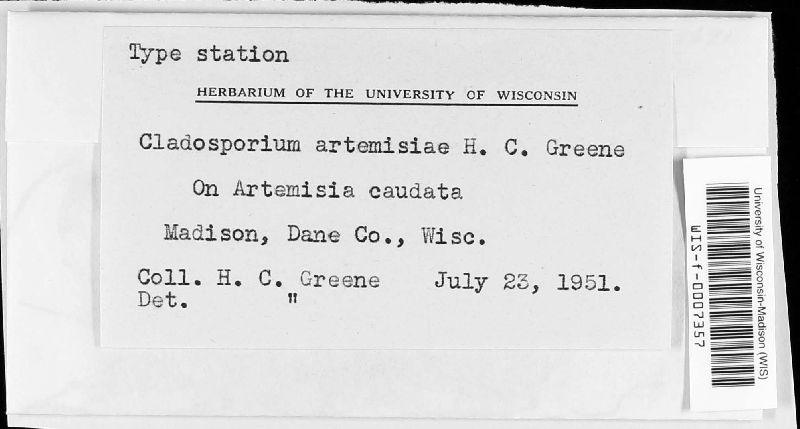 Type station
HERBARIUM OF THE UNIVERSITY OF WISCONSIN
Cladosporium artemisiae H. C. Greene
On Artemisia caudata
Madison, Dane Co., Wisc.
Coll. H. C. Greene July 23, 1951.
Det. "
University of Wisconsin-Madison (WIS)
WIS-f-0007357